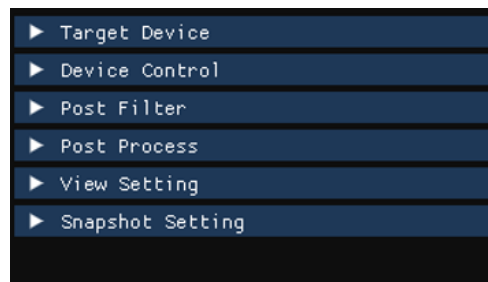 Target Device
Device Control
Post Filter
Post Process
View Setting
Snapshot Setting